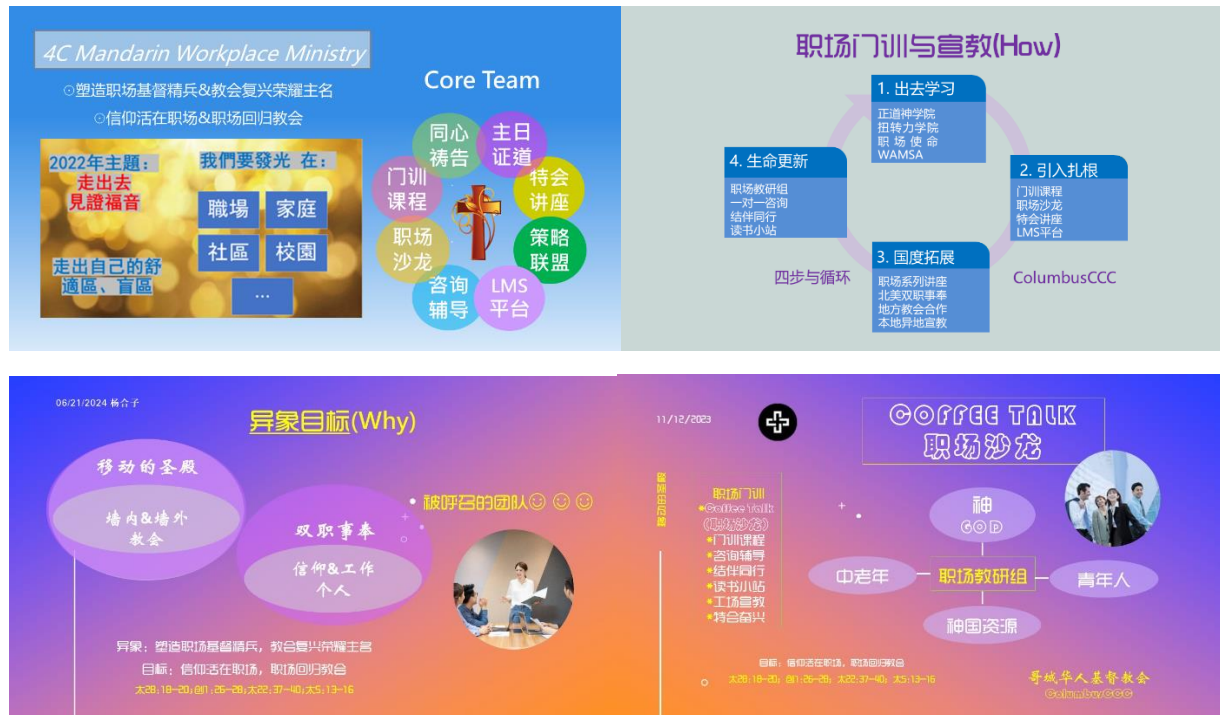 4C Mandarin Workplace Ministry
⊙塑造职场基督精兵&教会复兴荣耀主名
⊙信仰活在职场&职场回归教会
2022年主題：
走出去
見證福音
走出自己的舒
適區、盲區
我們要發光 在：
職場
家庭
社區
校園
...
Core Team
同心
祷告
主日
证道
门训
课程
特会
讲座
职场
沙龙
策略
联盟
咨询
辅导
LMS
平台
职场门训与宣教(How)
1. 出去学习
正道神学院
扭转力学院
职 场 使 命
WAMSA
2. 引入扎根
门训课程
职场沙龙
特会讲座
LMS平台
3. 国度拓展
职场系列讲座
北美双职事奉
地方教会合作
本地异地宣教
4. 生命更新
职场教研组
一对一咨询
结伴同行
读书小站
四步与循环
ColumbusCCC
06/21/2024 杨合子
异象目标(Why)
移动的圣殿
墙内&墙外
教会
双职事奉
信仰&工作
个人
• 被呼召的团队☺ ☺ ☺
异象：塑造职场基督精兵，教会复兴荣耀主名
目标：信仰活在职场，职场回归教会
太28:18-20;创1:26-28;太22:37-40;太5:13-16
11/12/2023
COFFEE TALK
职场沙龙
职场门训
*Coffee Talk
(职场沙龙)
*门训课程
*咨询辅导
*结伴同行
*读书小站
*工场宣教
*特会奋兴
神
GOD
中老年
职场教研组
青年人
神国资源
目标：信仰活在职场，职场回归教会
太28:18-20; 创1:26-28; 太22:37-40; 太5:13-16
哥城华人基督教会
ColumbusCCC